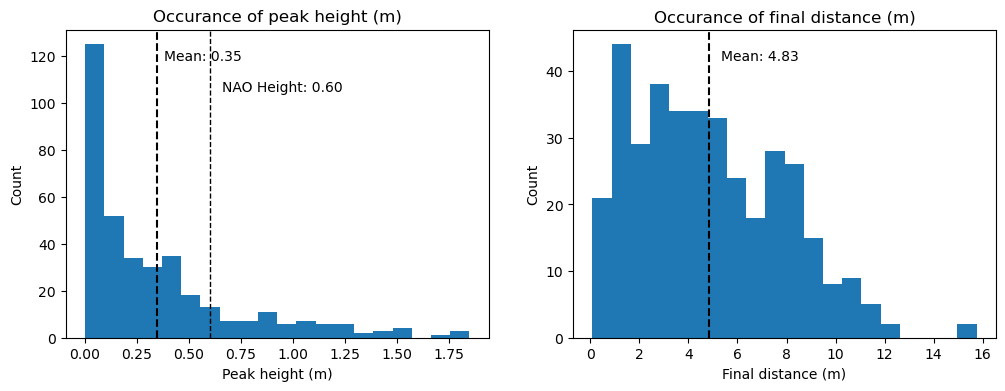 Occurance of peak height (m)
Mean: 0.35
NAO Height: 0.60
Count
120
100
80
60
40
20
0
0.00 0.25 0.50 0.75 1.00 1.25 1.50 1.75
Peak height (m)
Occurance of final distance (m)
Mean: 4.83
Count
40
30
20
10
0
0 2 4 6 8 10 12 14 16
Final distance (m)